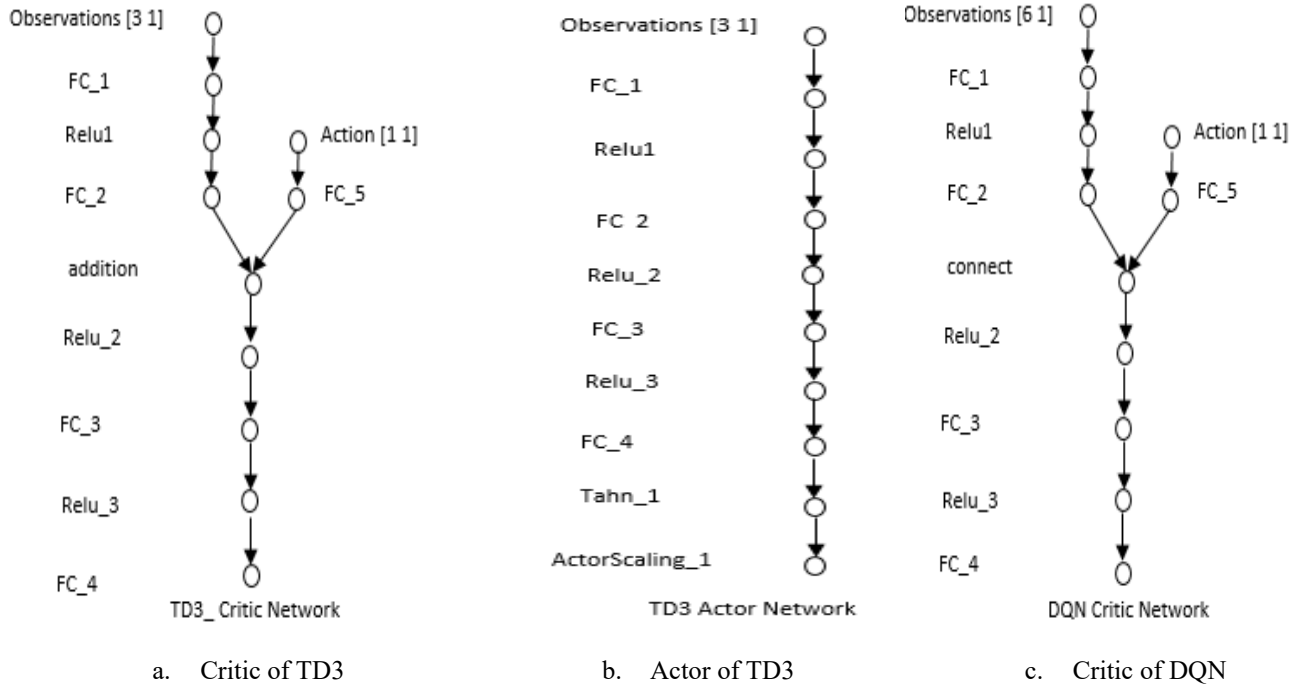 Observations [3 1]
FC_1
Relu1
Action [1 1]
FC_2
FC_5
addition
Relu_2
FC_3
Relu_3
FC_4
TD3_ Critic Network
a. Critic of TD3
Observations [3 1]
FC_1
Relu1
FC 2
Relu_2
FC_3
Relu_3
FC_4
Tahn_1
ActorScaling_1
TD3 Actor Network
b. Actor of TD3
Observations [6 1]
FC_1
Relu1
Action [1 1]
FC_2
FC_5
connect
Relu_2
FC_3
Relu_3
FC_4
DQN Critic Network
c. Critic of DQN